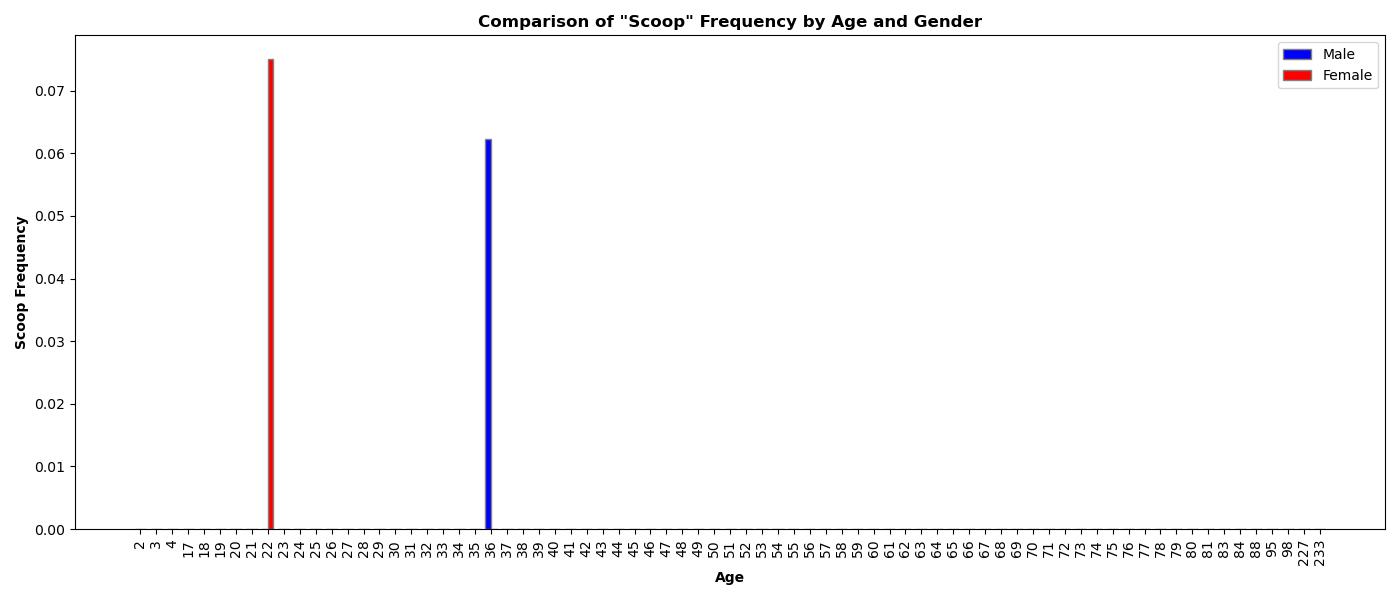 Comparison of "Scoop" Frequency by Age and Gender
Male
Female
Scoop Frequency
0.07
0.06
0.05
0.04
0.03
0.02
0.01
0.00
2 3 4 17 18 19 20 21 22 23 24 25 26 27 28 29 30 31 32 33 34 35 36 37 38 39 40 41 42 43 44 45 46 47 48 49 50 51 52 53 54 55 56 57 58 59 60 61 62 63 64 65 66 67 68 69 70 71 72 73 74 75 76 77 78 79 80 81 83 84 88 95 98 227 233
Age